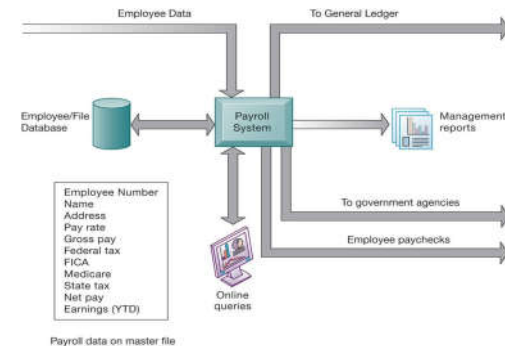 Employee Data
To General Ledger
Employee/File
Database
Payroll
System
Management
reports
To government agencies
Employee paychecks
Online
queries
Employee Number
Name
Address
Pay rate
Gross pay
Federal tax
FICA
Medicare
State tax
Net pay
Earnings (YTD)
Payroll data on master file